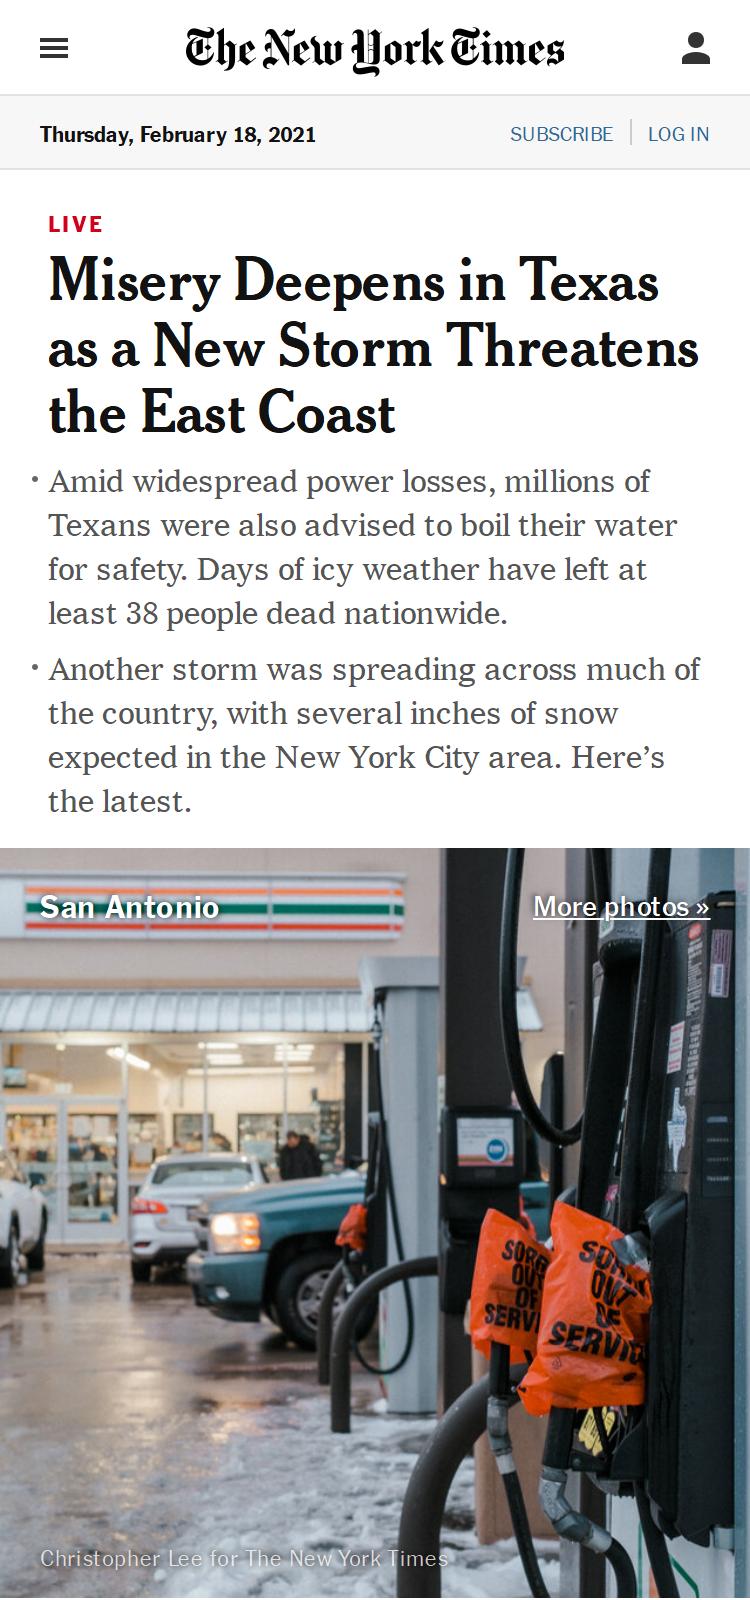 The New York Times
Thursday, February 18, 2021
SUBSCRIBE
LOG IN
LIVE
Misery Deepens in Texas
as a New Storm Threatens
the East Coast
• Amid widespread power losses, millions of
Texans were also advised to boil their water
for safety. Days of icy weather have left at
least 38 people dead nationwide.
• Another storm was spreading across much of
the country, with several inches of snow
expected in the New York City area. Here’s
the latest.
San Antonio
More photos »
SORRY
OUT
OF
SERVICE
Christopher Lee for The New York Times